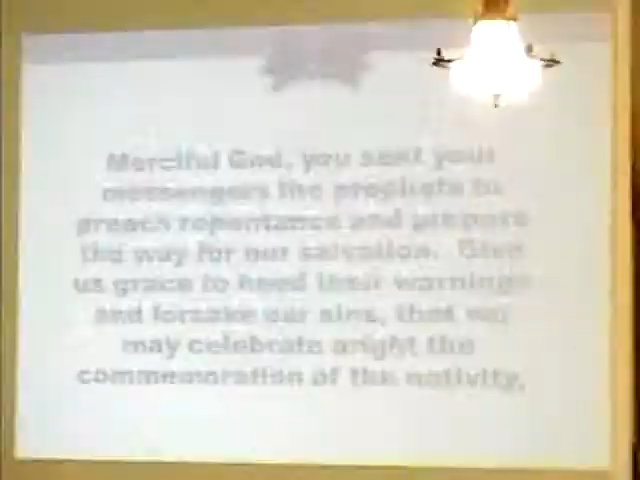 Merciful God, you sent your
messengers the prophets to
preach repentance and prepare
the way for our salvation. Give
us grace to heed their warnings
and forsake our sins, that we
may celebrate aright the
commemoration of the nativity,